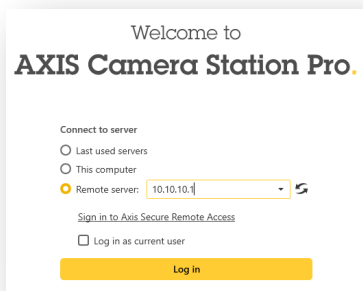 Welcome to
AXIS Camera Station Pro.
Connect to server
Last used servers
This computer
Remote server: 10.10.10.1
Sign in to Axis Secure Remote Access
Log in as current user
Log in